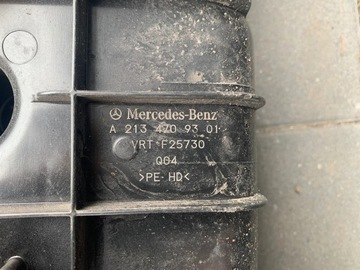 Mercedes-Benz
A 213 470 93 01
VRT F25730
Q04
>PE-HD<